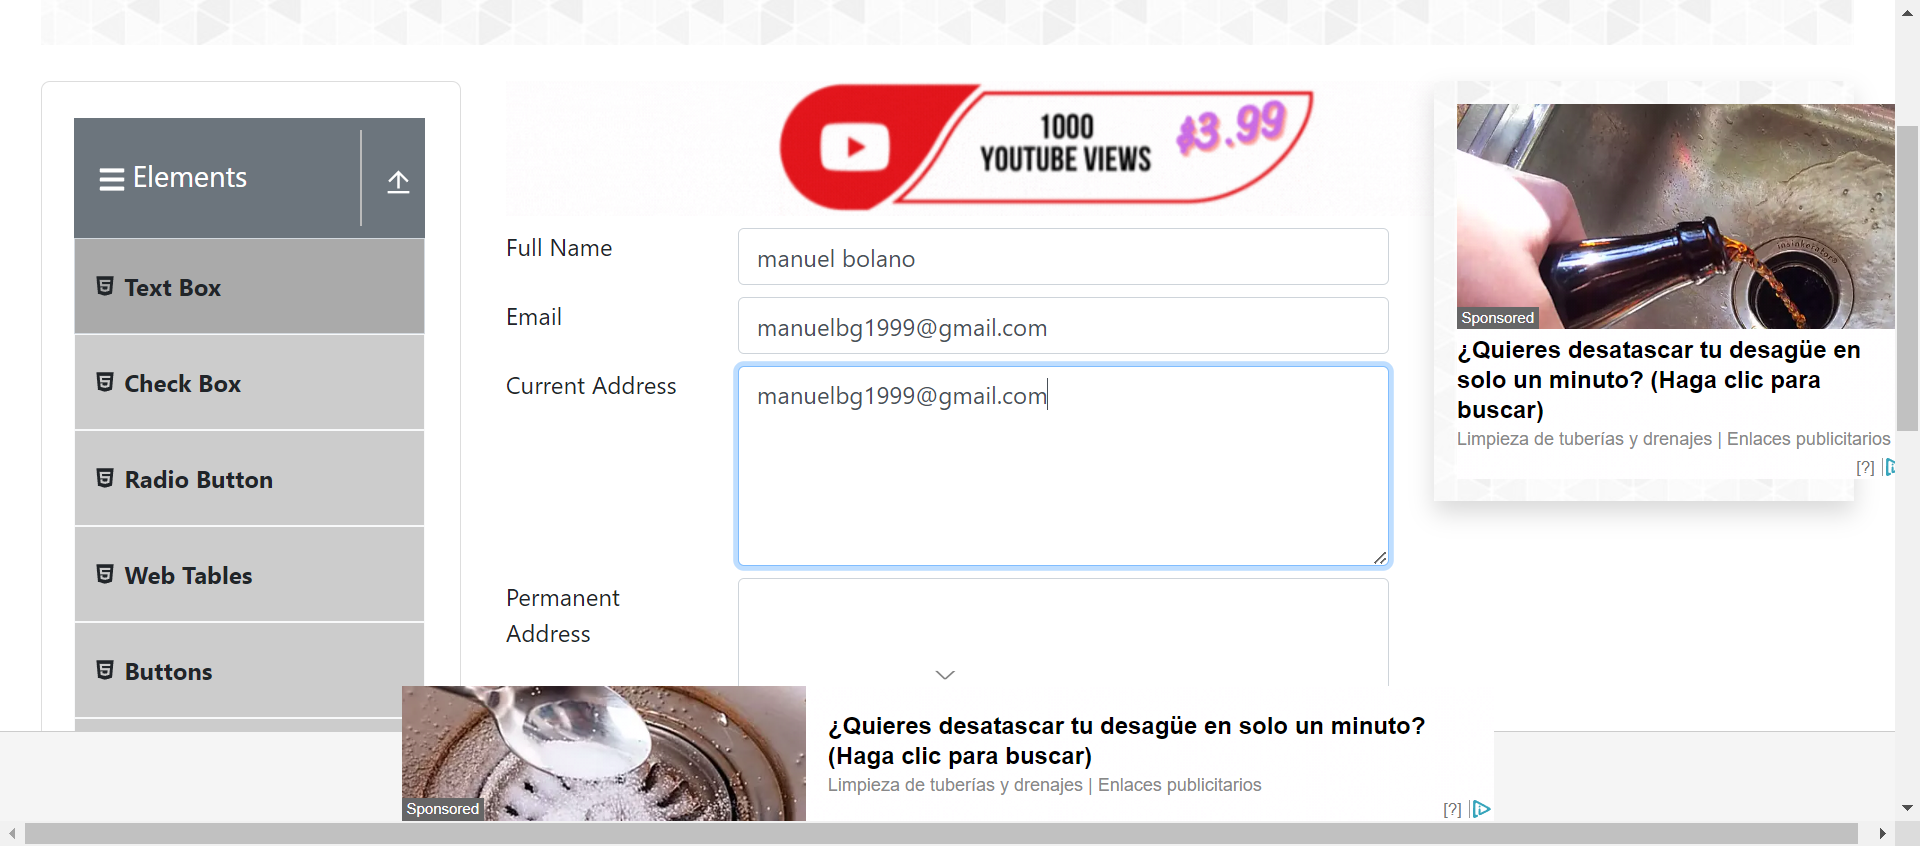 1000
YOUTUBE VIEWS
$3.99
Elements
Text Box
Check Box
Radio Button
Web Tables
Buttons
Full Name
manuel bolano
Email
manuelbg1999@gmail.com
Current Address
manuelbg1999@gmail.com
Permanent
Address
insinkerator®
Sponsored
¿Quieres desatascar tu desagüe en
solo un minuto? (Haga clic para
buscar)
Limpieza de tuberías y drenajes | Enlaces publicitarios
[?]
Sponsored
¿Quieres desatascar tu desagüe en solo un minuto?
(Haga clic para buscar)
Limpieza de tuberías y drenajes | Enlaces publicitarios
[?]